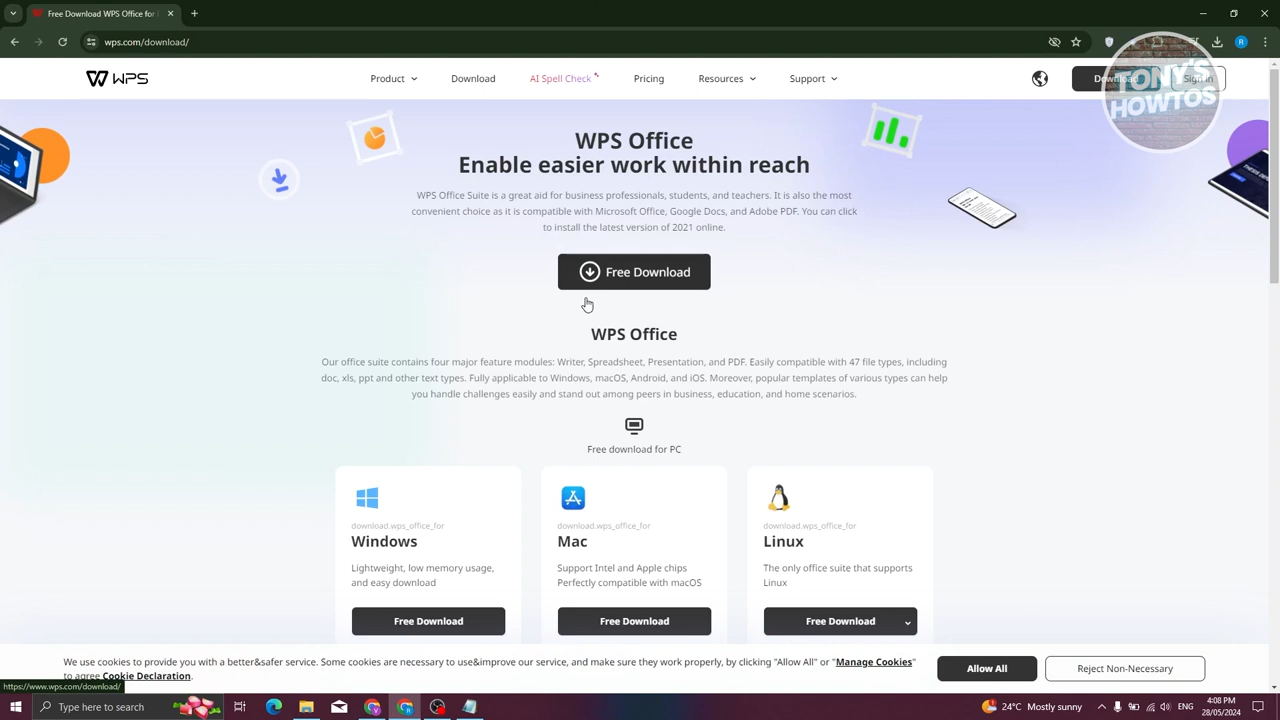 Free Download WPS Office for
wps.com/download/
R
WPS
Product
Download
AI Spell Check
Pricing
Resources
Support
Download
Sign in
TONY'S
HOWTOS
WPS Office
Enable easier work within reach
WPS Office Suite is a great aid for business professionals, students, and teachers. It is also the most
convenient choice as it is compatible with Microsoft Office, Google Docs, and Adobe PDF. You can click
to install the latest version of 2021 online.
Free Download
WPS Office
Our office suite contains four major feature modules: Writer, Spreadsheet, Presentation, and PDF. Easily compatible with 47 file types, including
doc, xls, ppt and other text types. Fully applicable to Windows, macOS, Android, and iOS. Moreover, popular templates of various types can help
you handle challenges easily and stand out among peers in business, education, and home scenarios.
Free download for PC
download.wps_office_for
Windows
Lightweight, low memory usage,
and easy download
Free Download
download.wps_office_for
Mac
Support Intel and Apple chips
Perfectly compatible with macOS
Free Download
download.wps_office_for
Linux
The only office suite that supports
Linux
Free Download
We use cookies to provide you with a better&safer service. Some cookies are necessary to use&improve our service, and make sure they work properly, by clicking "Allow All" or "Manage Cookies"
to agree Cookie Declaration.
Allow All
Reject Non-Necessary
https://www.wps.com/download/
Type here to search
24°C Mostly sunny
4:08 PM
28/05/2024